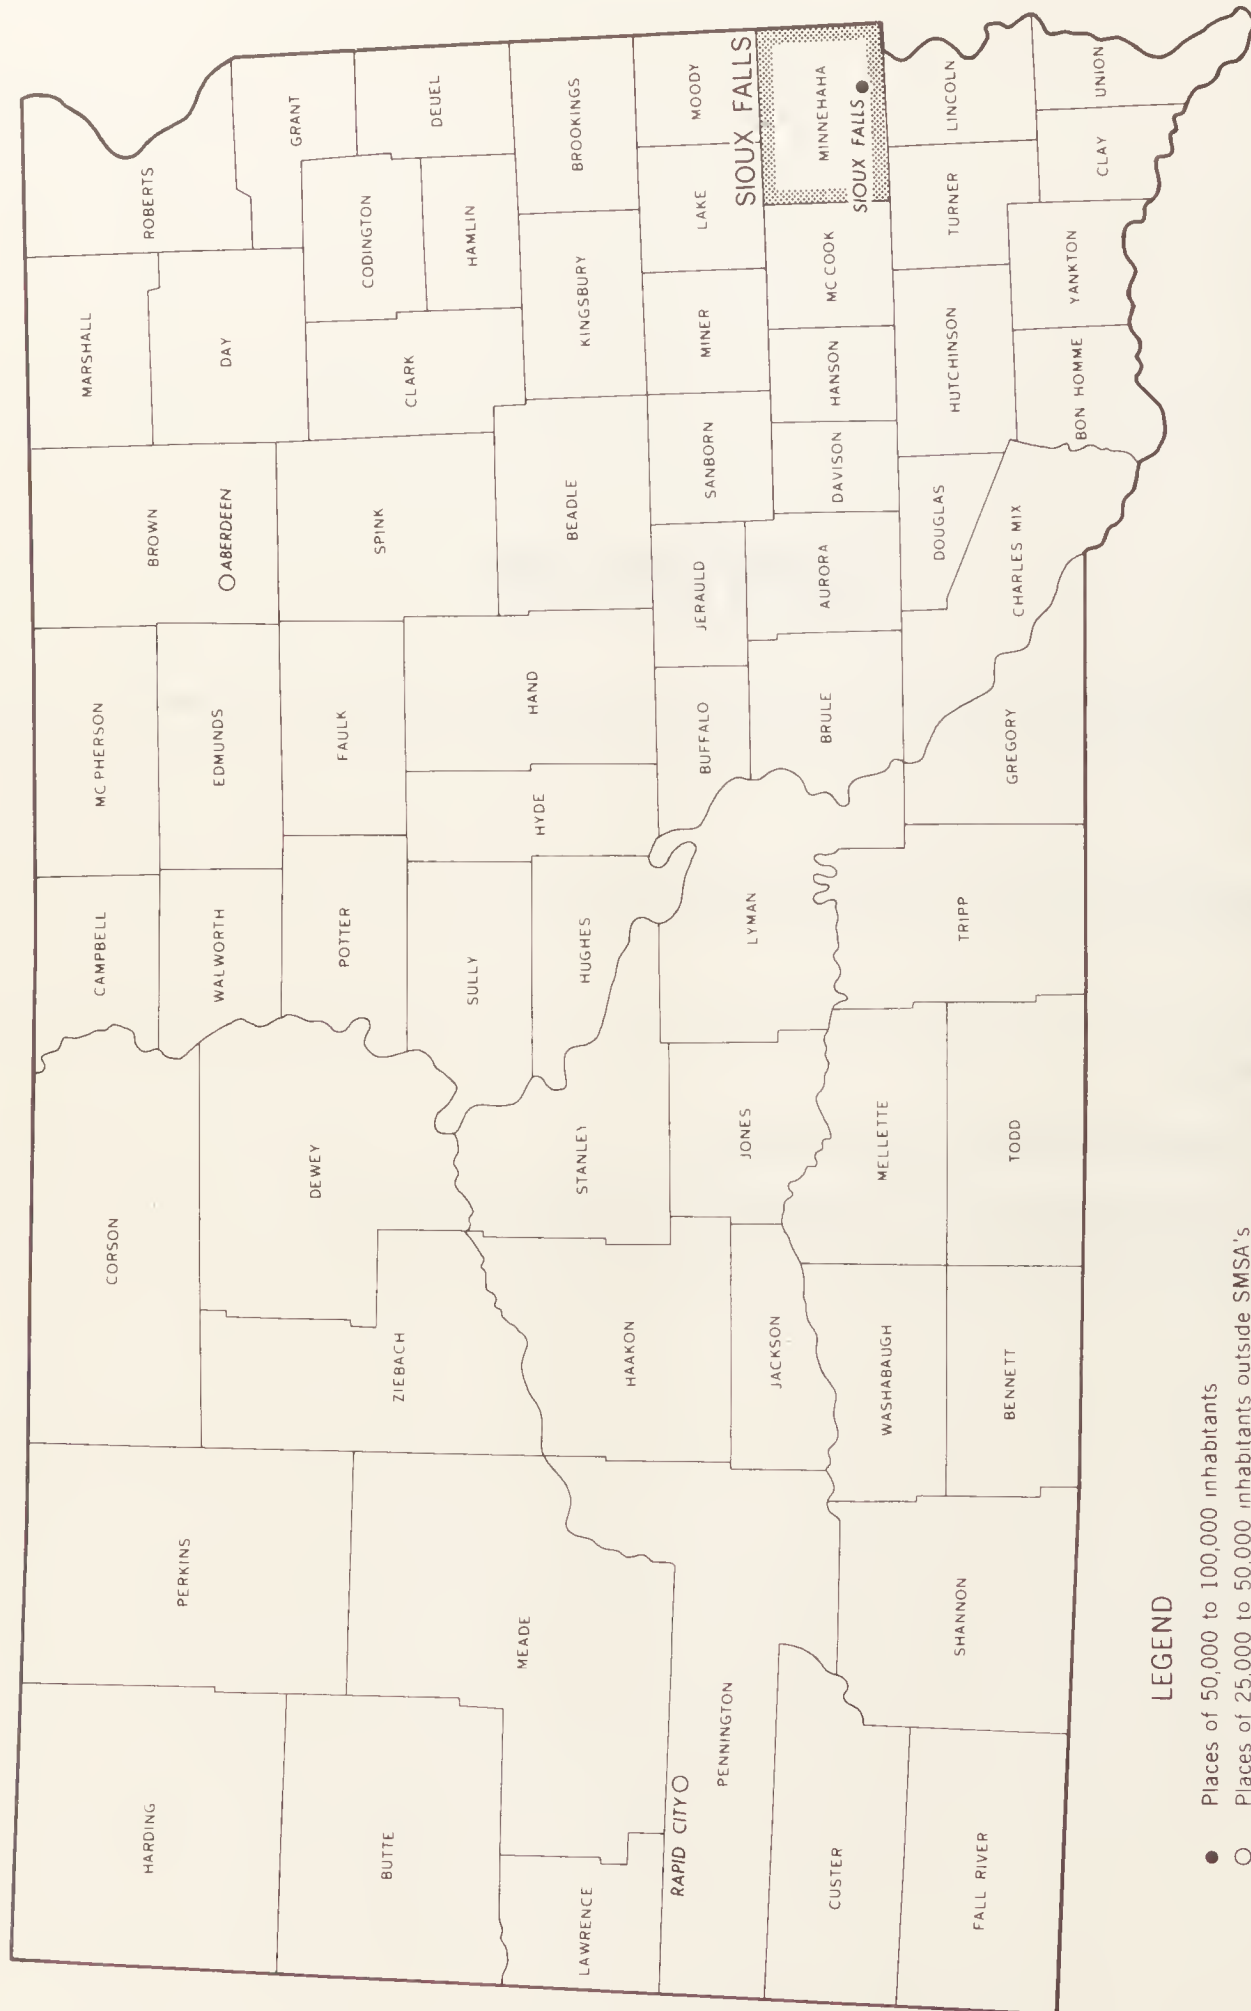 HARDING
PERKINS
CORSON
CAMPBELL
MC PHERSON
BROWN
MARSHALL
ROBERTS
BUTTE
MEADE
ZIEBACH
DEWEY
WALWORTH
EDMUNDS
ABERDEEN
DAY
GRANT
POTTER
FAULK
SPINK
CLARK
CODINGTON
DEUEL
HAMLIN
LAWRENCE
HAAKON
STANLEY
SULLY
HUGHES
HYDE
HAND
BEADLE
KINGSBURY
BROOKINGS
RAPID CITY
PENNINGTON
JACKSON
JONES
LYMAN
BUFFALO
JERAULD
SANBORN
MINER
LAKE
MOODY
SIOUX FALLS
CUSTER
WASHABAUGH
MELLETTE
BRULE
AURORA
DAVISON
HANSON
MC COOK
MINNEHAHA
SIOUX FALLS
FALL RIVER
SHANNON
BENNETT
TODD
TRIPP
GREGORY
CHARLES MIX
DOUGLAS
HUTCHINSON
TURNER
LINCOLN
BON HOMME
YANKTON
CLAY
UNION
LEGEND
Places of 50,000 to 100,000 inhabitants
Places of 25,000 to 50,000 inhabitants outside SMSA's